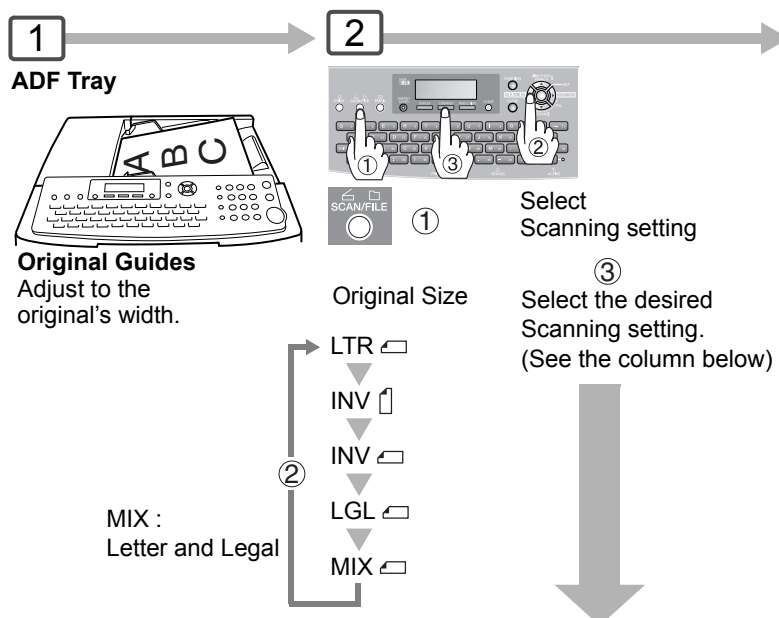 1
ADF Tray
A B C
Original Guides
Adjust to the
original's width.
2
① ③ ②
SCAN/FILE
①
Select
Scanning setting
③
Select the desired
Scanning setting.
(See the column below)
Original Size
LTR
INV
INV
LGL
MIX
②
MIX :
Letter and Legal